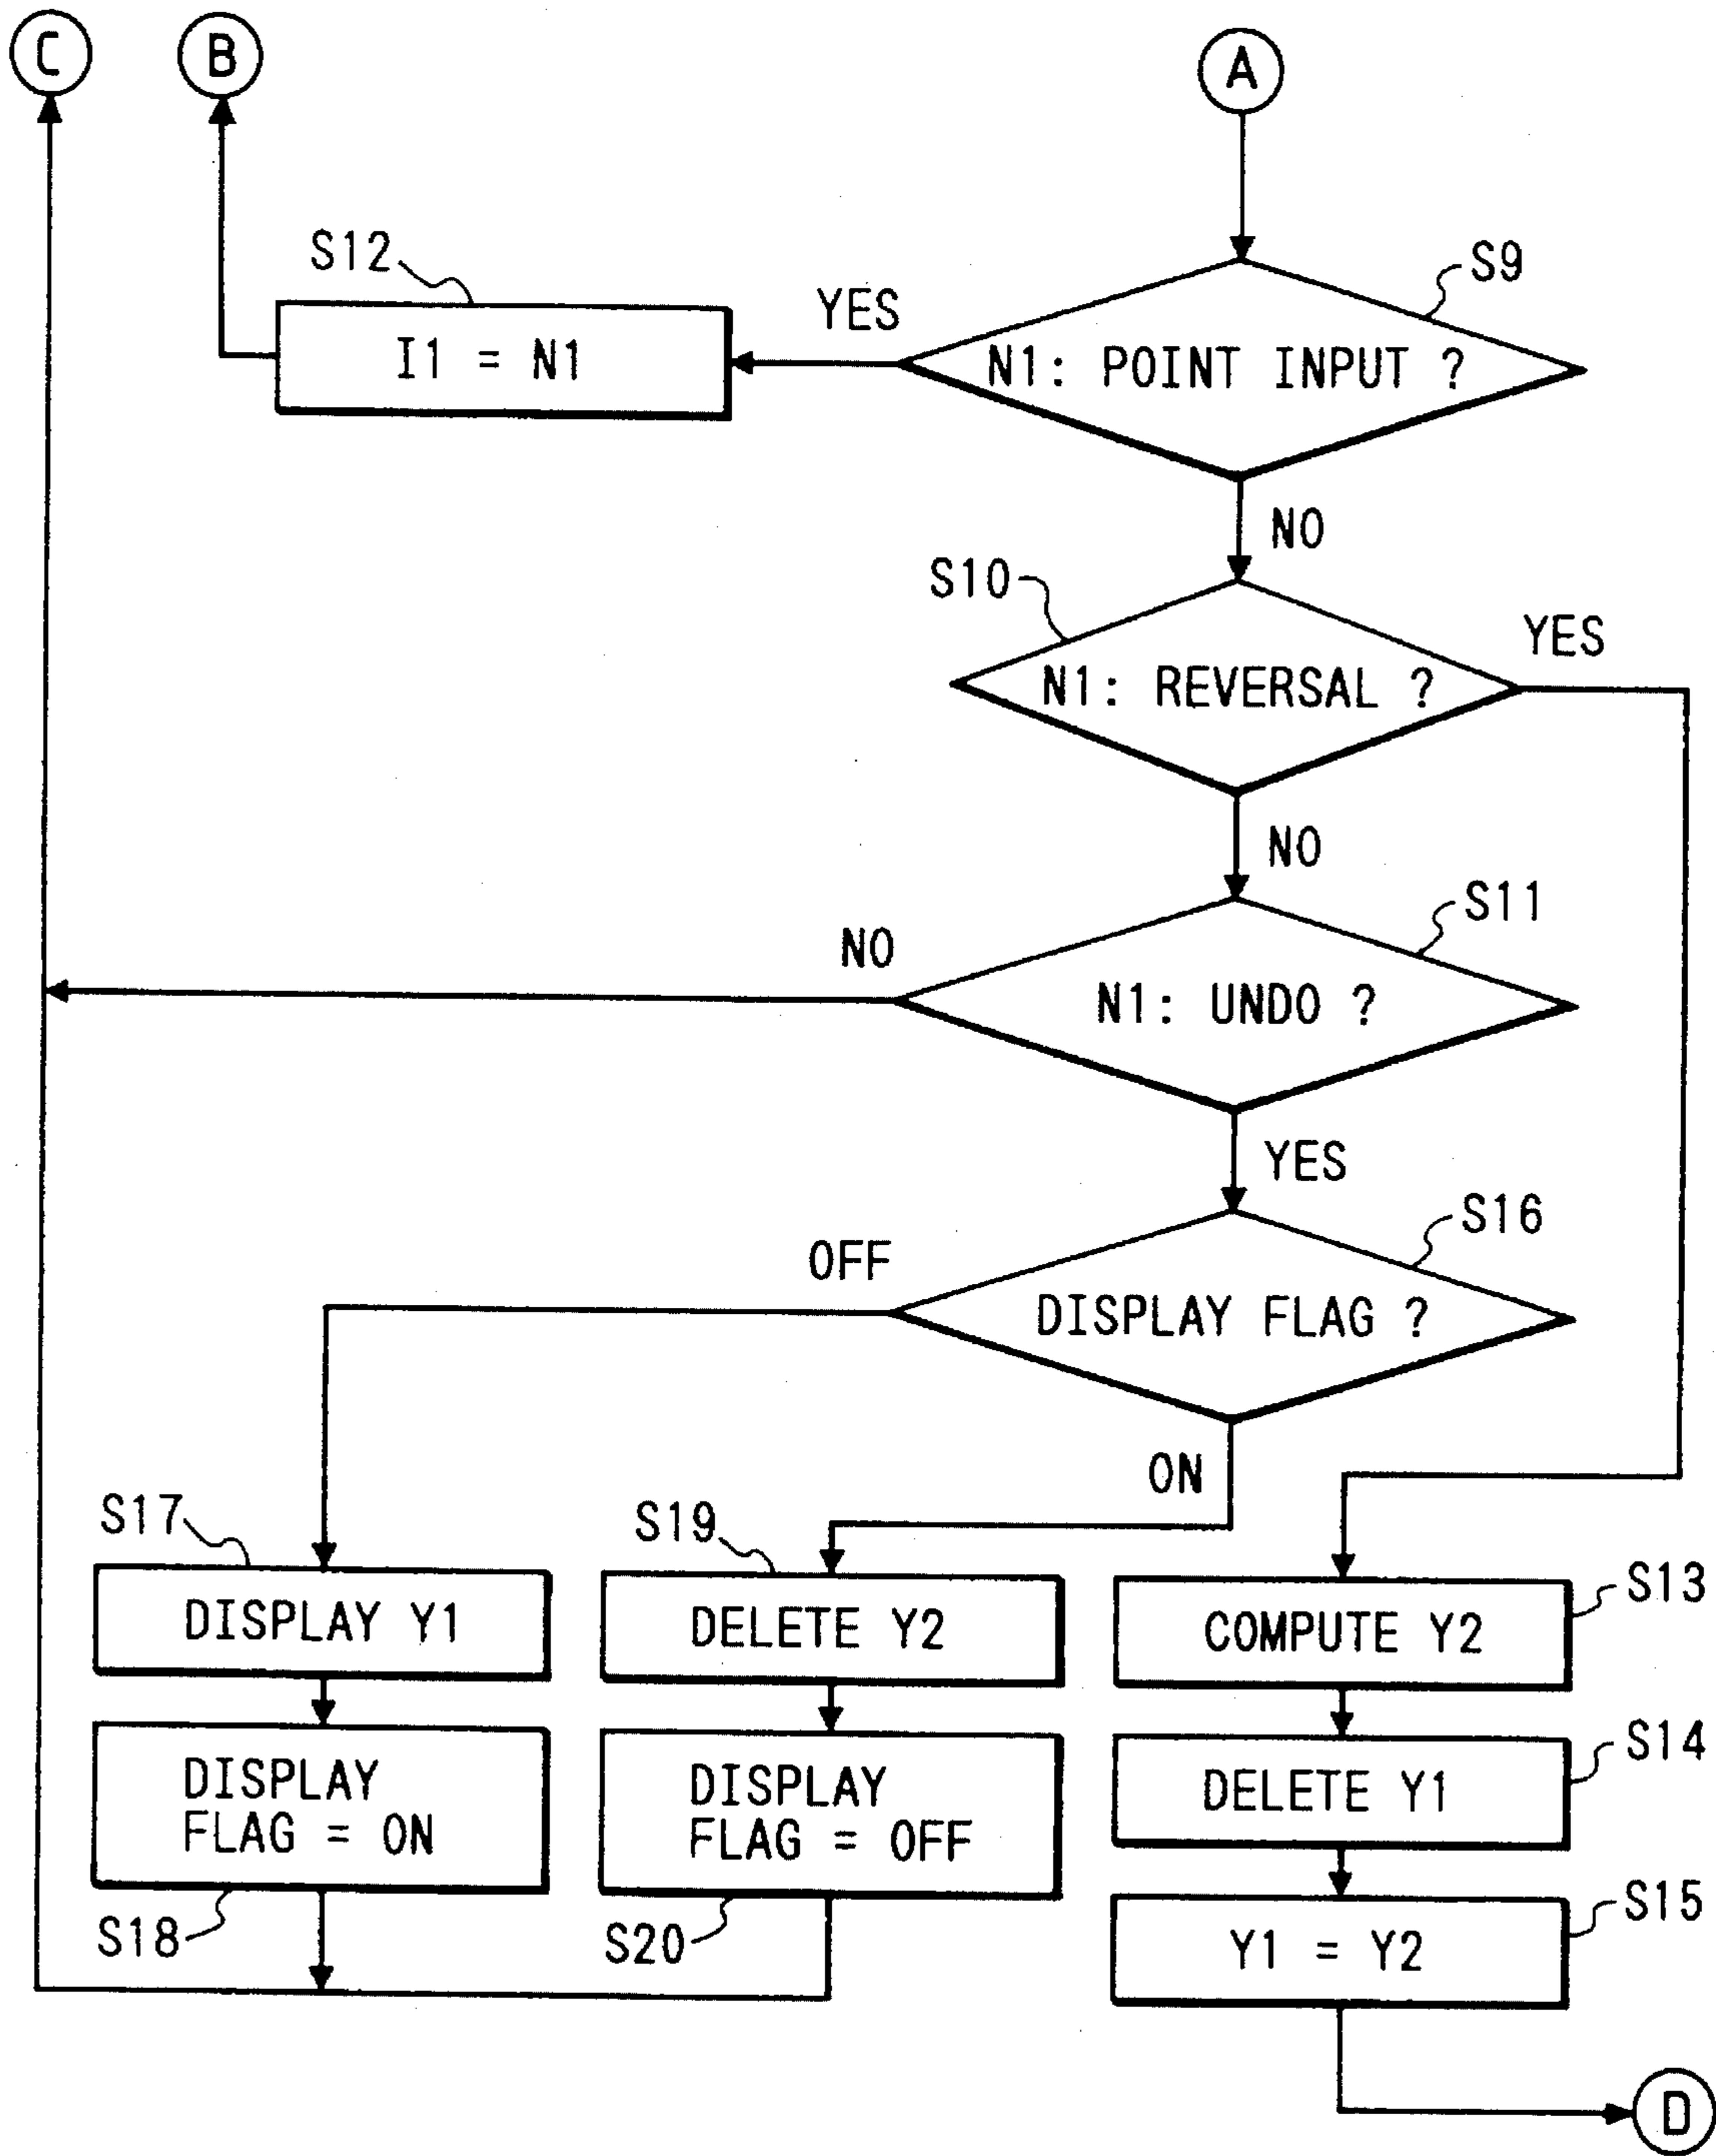 C
B
A
S12
S9
YES
I1 = N1
N1: POINT INPUT ?
NO
S10
YES
N1: REVERSAL ?
NO
S11
NO
N1: UNDO ?
YES
S16
OFF
DISPLAY FLAG ?
ON
S17
S19
S13
DISPLAY Y1
DELETE Y2
COMPUTE Y2
S14
DISPLAY
FLAG = ON
DISPLAY
FLAG = OFF
DELETE Y1
S18
S20
S15
Y1 = Y2
D